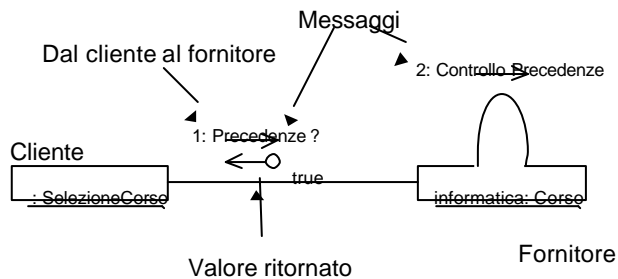 Messaggi
Dal cliente al fornitore
2: Controllo Precedenze
1: Precedenze ?
Cliente
true
: SelezioneCorso
informatica: Corso
Valore ritornato
Fornitore